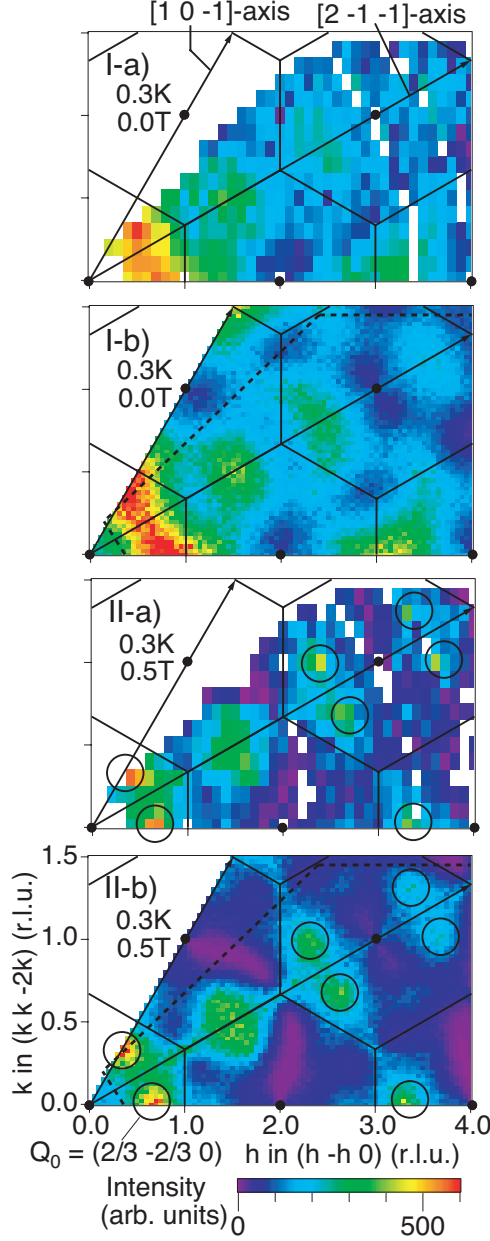 [1 0 -1]-axis [2 -1 -1]-axis
I-a)
0.3K
0.0T
I-b)
0.3K
0.0T
II-a)
0.3K
0.5T
II-b)
0.3K
0.5T
k in (k k -2k) (r.l.u.)
1.5
1.0
0.5
0.0
0.0 1.0 2.0 3.0 4.0
Q0 = (2/3 -2/3 0) h in (h -h 0) (r.l.u.)
Intensity
(arb. units)
0 500